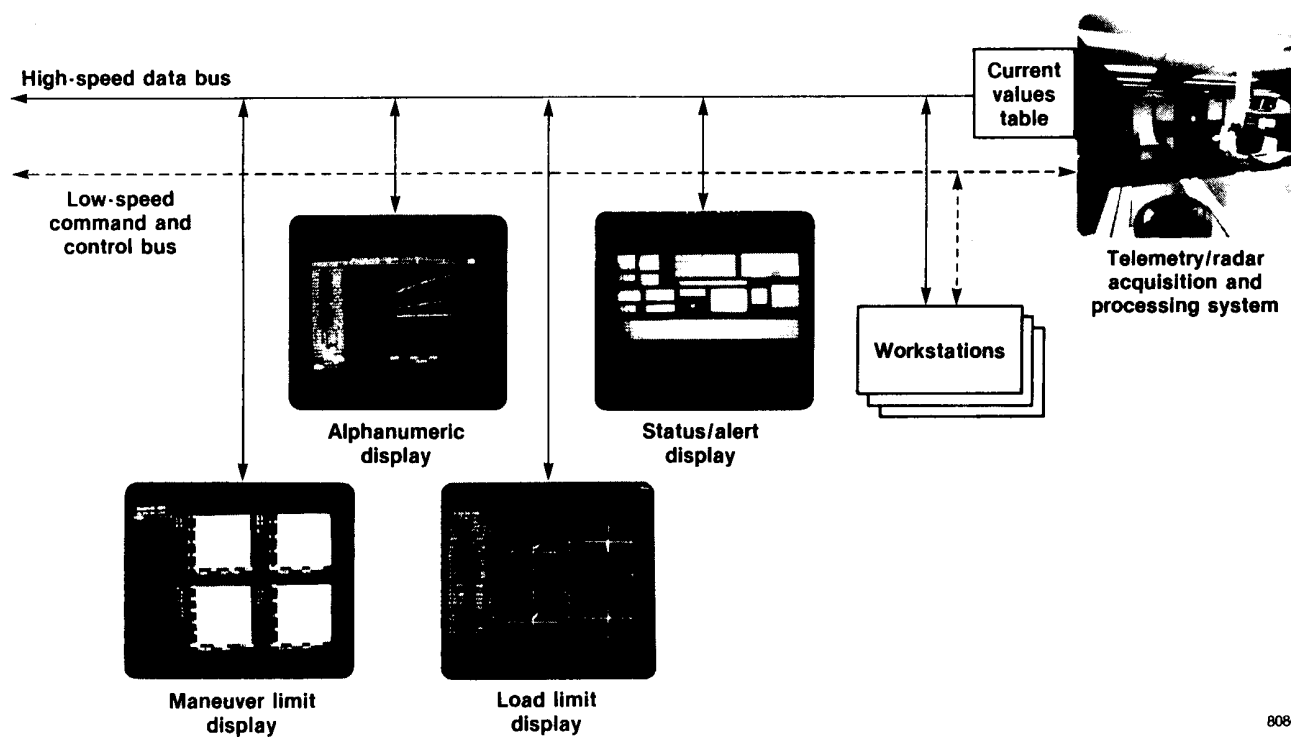 High-speed data bus
Current
values
table
Low-speed
command and
control bus
Telemetry/radar
acquisition and
processing system
Workstations
Alphanumeric
display
Status/alert
display
Maneuver limit
display
Load limit
display
808